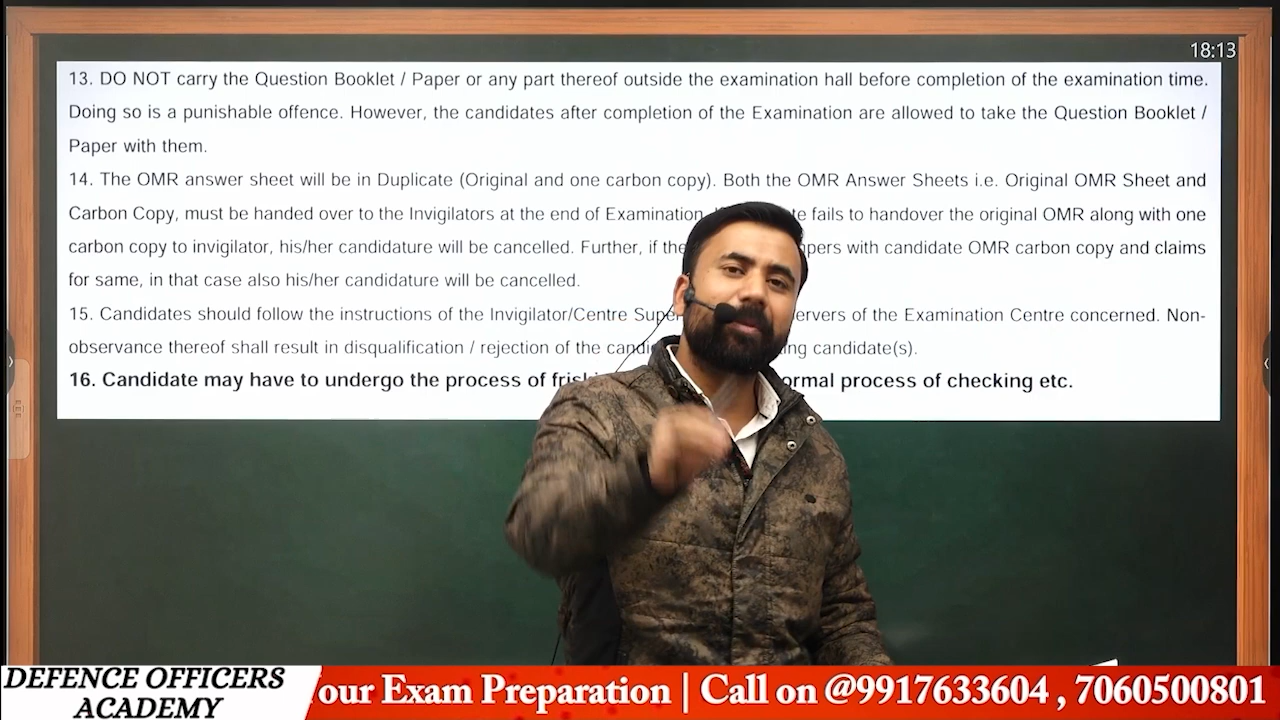 18:13
13. DO NOT carry the Question Booklet / Paper or any part thereof outside the examination hall before completion of the examination time.
Doing so is a punishable offence. However, the candidates after completion of the Examination are allowed to take the Question Booklet /
Paper with them.
14. The OMR answer sheet will be in Duplicate (Original and one carbon copy). Both the OMR Answer Sheets i.e. Original OMR Sheet and
Carbon Copy, must be handed over to the Invigilators at the end of Examination. fails to handover the original OMR along with one
carbon copy to invigilator, his/her candidature will be cancelled. Further, if the with candidate OMR carbon copy and claims
for same, in that case also his/her candidature will be cancelled.
15. Candidates should follow the instructions of the Invigilator/Centre of the Examination Centre concerned. Non-
observance thereof shall result in disqualification / rejection of the candidate(s).
16. Candidate may have to undergo the process of process of checking etc.
DEFENCE OFFICERS
ACADEMY
our Exam Preparation | Call on @9917633604 , 7060500801